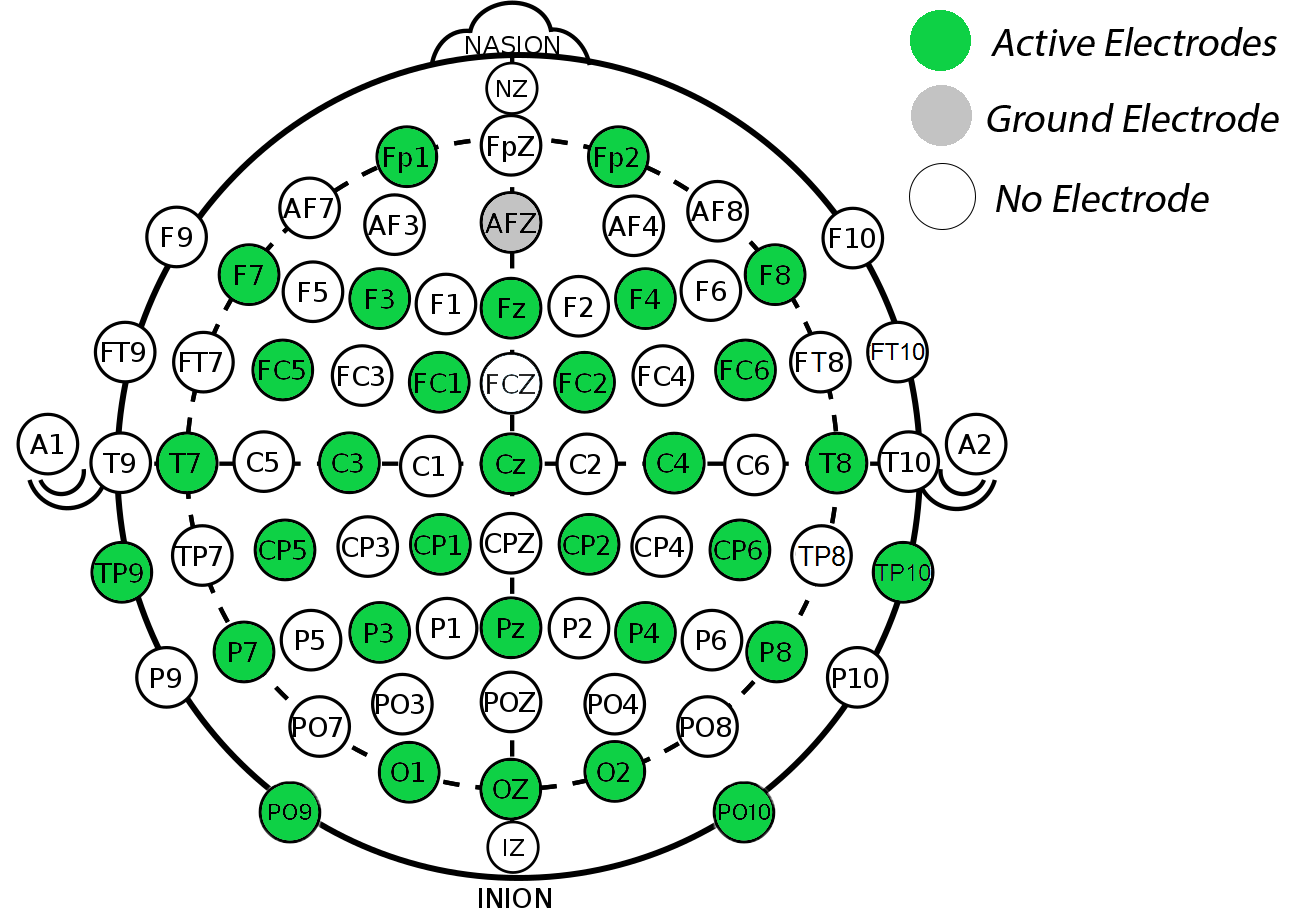 NASION
Active Electrodes
NZ
Ground Electrode
Fp1 FpZ Fp2
No Electrode
AF7 AF3 AFZ AF4 AF8
F9 F10
F7 F5 F3 F1 Fz F2 F4 F6 F8
FT9 FT7 FC5 FC3 FC1 FCZ FC2 FC4 FC6 FT8 FT10
A1 T9 T7 C5 C3 C1 Cz C2 C4 C6 T8 T10 A2
TP9 TP7 CP5 CP3 CP1 CPZ CP2 CP4 CP6 TP8 TP10
P7 P5 P3 P1 Pz P2 P4 P6 P8
P9 P10
PO7 PO3 POZ PO4 PO8
O1 OZ O2
PO9 PO10
IZ
INION